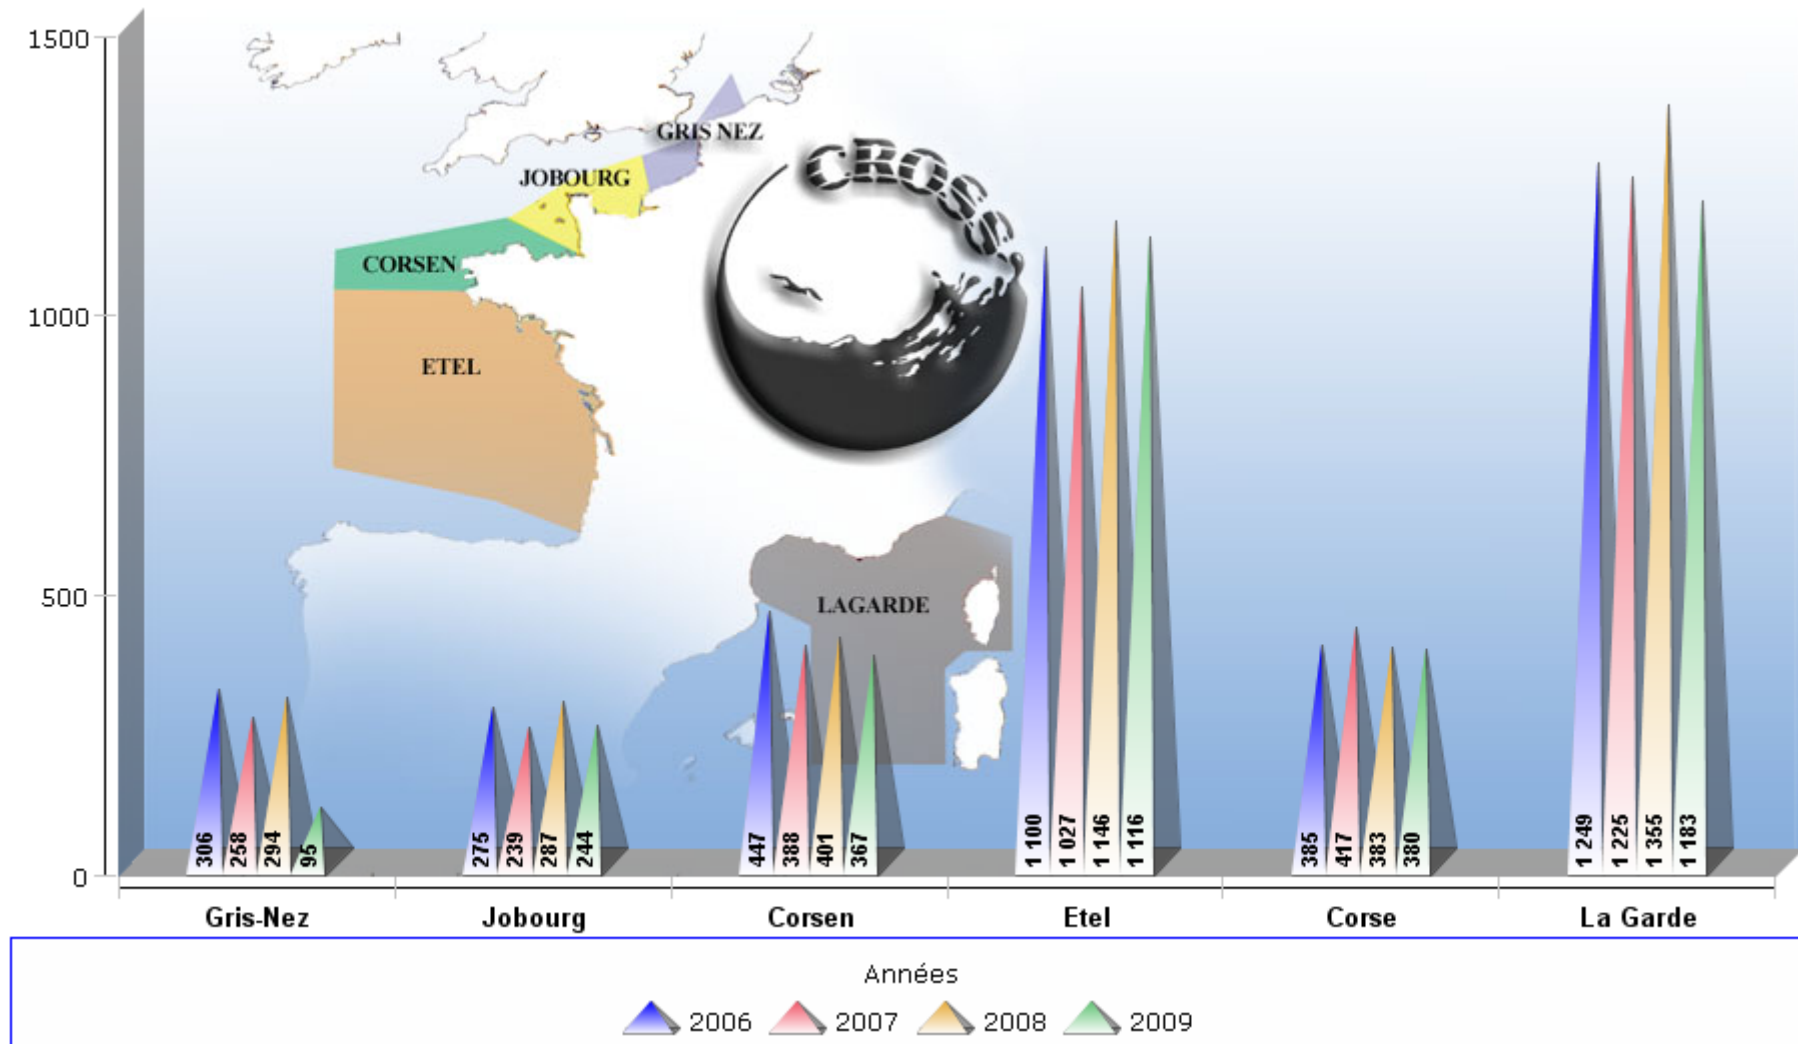 1500
1000
500
0
GRIS NEZ
JOBOURG
CORSEN
ETEL
LAGARDE
CROSS
306 258 294 95
275 239 287 244
447 388 401 367
1 100 1 027 1 146 1 116
385 417 383 380
1 249 1 225 1 355 1 183
Gris-Nez Jobourg Corsen Etel Corse La Garde
Années
2006 2007 2008 2009